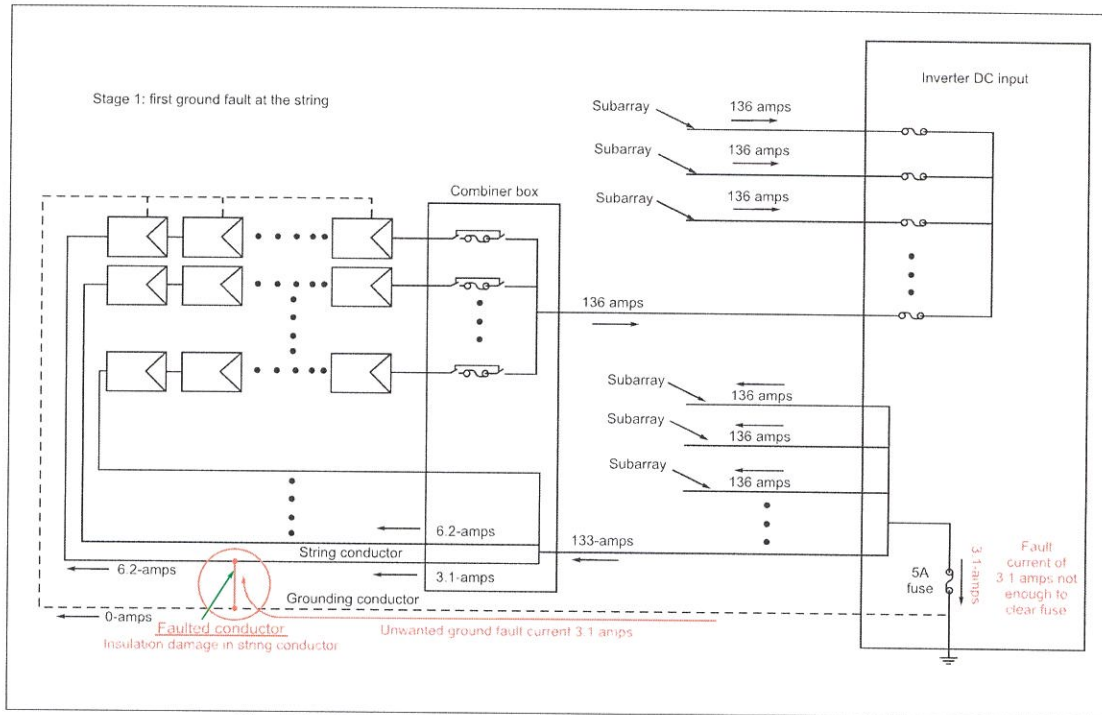 Stage 1: first ground fault at the string
Inverter DC input
Subarray
136 amps
Subarray
136 amps
Subarray
136 amps
Combiner box
136 amps
Subarray
136 amps
Subarray
136 amps
Subarray
136 amps
6.2-amps
133-amps
String conductor
6.2-amps
3.1-amps
Grounding conductor
0-amps
Faulted conductor
Insulation damage in string conductor
Unwanted ground fault current 3.1 amps
5A
fuse
3.1-amps
Fault
current of
3.1 amps not
enough to
clear fuse